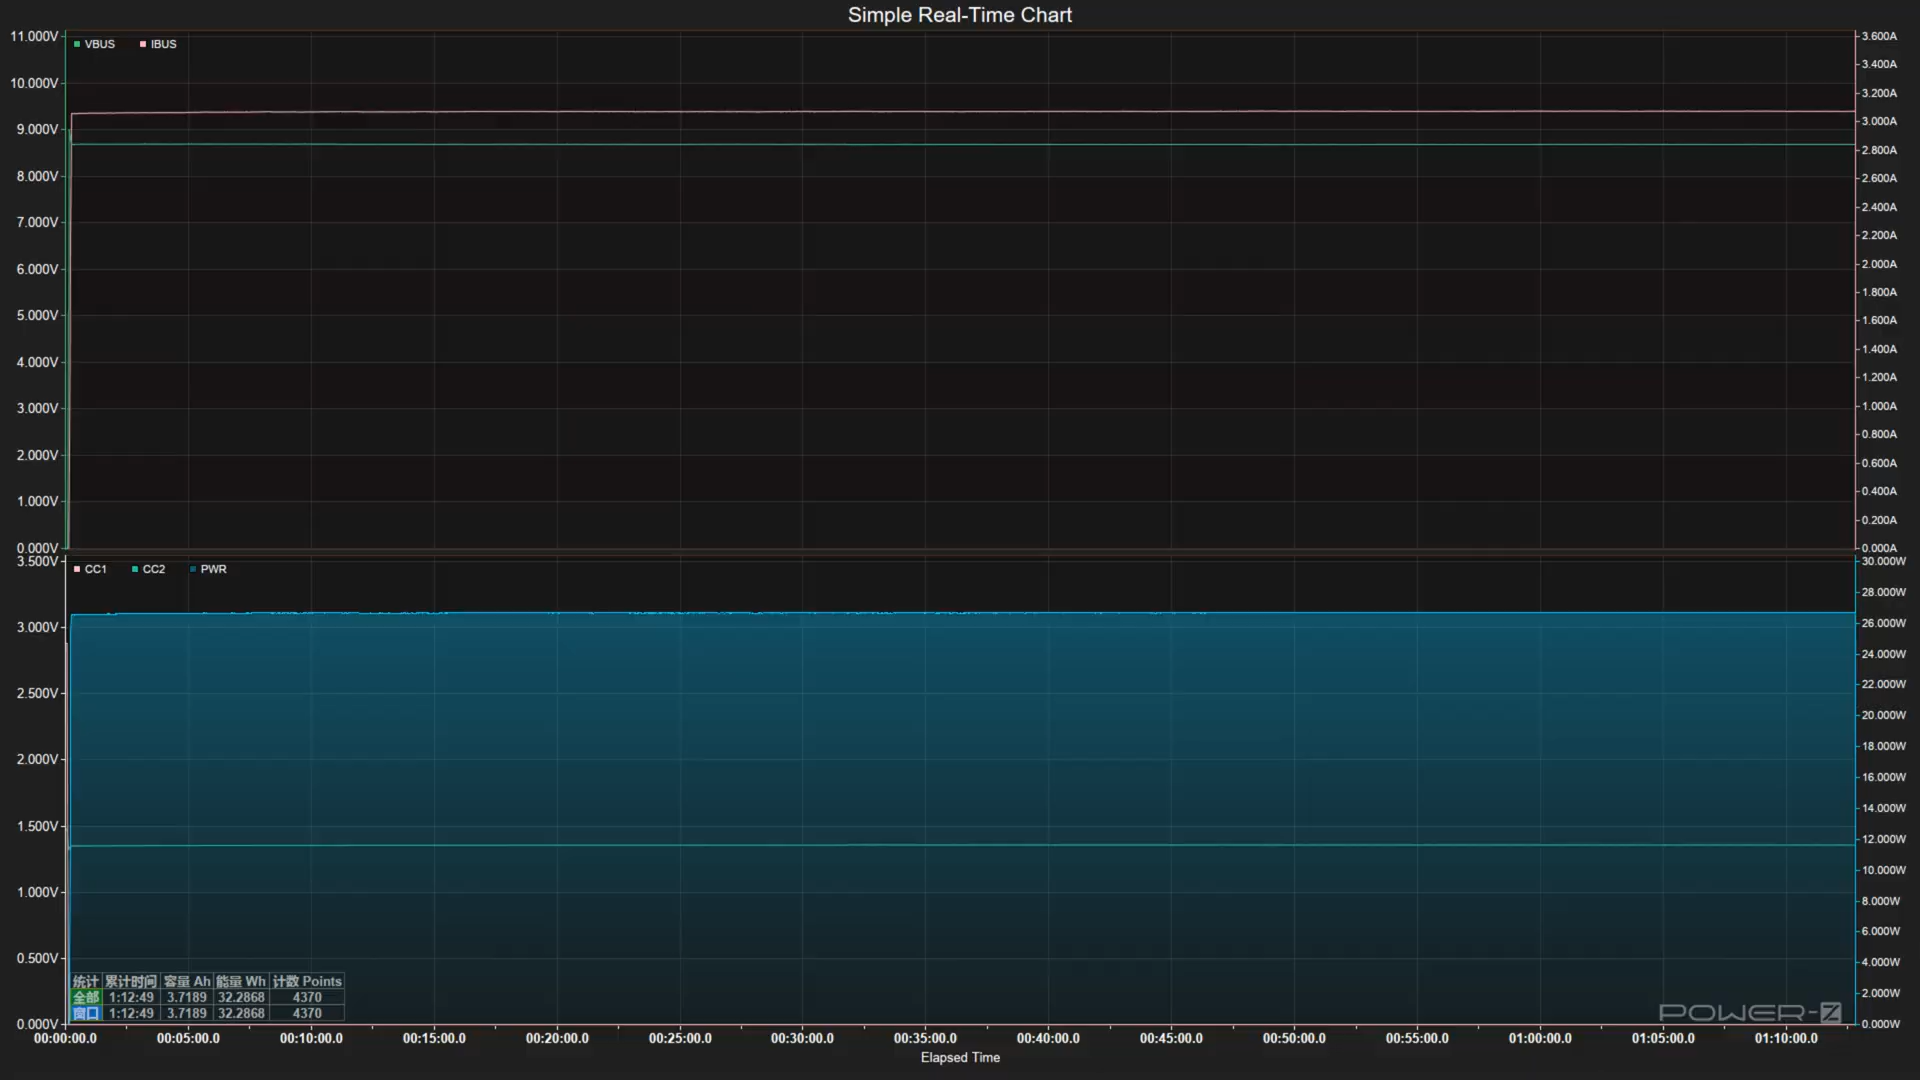 Simple Real-Time Chart
VBUS IBUS
11.000V
10.000V
9.000V
8.000V
7.000V
6.000V
5.000V
4.000V
3.000V
2.000V
1.000V
0.000V
3.600A
3.400A
3.200A
3.000A
2.800A
2.600A
2.400A
2.200A
2.000A
1.800A
1.600A
1.400A
1.200A
1.000A
0.800A
0.600A
0.400A
0.200A
0.000A
CC1 CC2 PWR
3.500V
3.000V
2.500V
2.000V
1.500V
1.000V
0.500V
0.000V
30.000W
28.000W
26.000W
24.000W
22.000W
20.000W
18.000W
16.000W
14.000W
12.000W
10.000W
8.000W
6.000W
4.000W
2.000W
0.000W
统计 累计时间 容量 Ah 能量 Wh 计数 Points
全部 1:12:49 3.7189 32.2868 4370
窗口 1:12:49 3.7189 32.2868 4370
POWER-Z
00:00:00.0 00:05:00.0 00:10:00.0 00:15:00.0 00:20:00.0 00:25:00.0 00:30:00.0 00:35:00.0 00:40:00.0 00:45:00.0 00:50:00.0 00:55:00.0 01:00:00.0 01:05:00.0 01:10:00.0
Elapsed Time